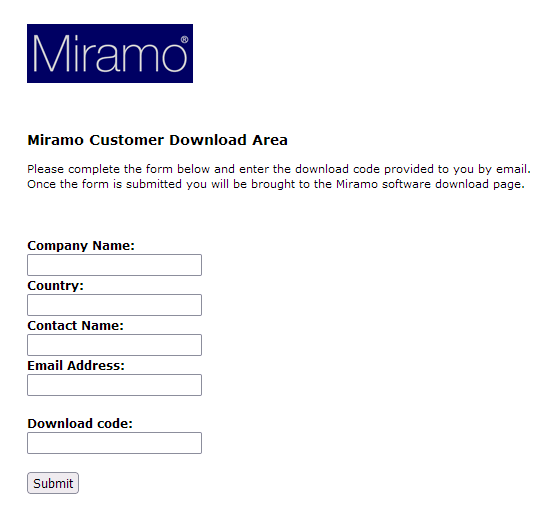 Miramo®
Miramo Customer Download Area
Please complete the form below and enter the download code provided to you by email.
Once the form is submitted you will be brought to the Miramo software download page.
Company Name:
Country:
Contact Name:
Email Address:
Download code:
Submit